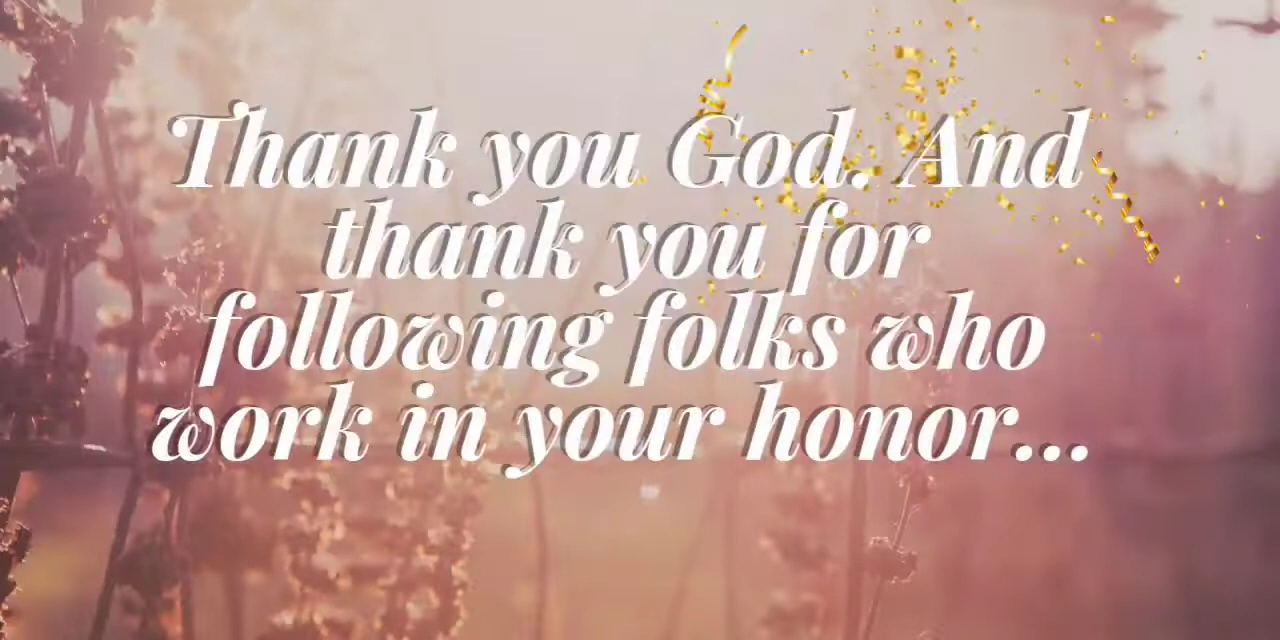 Thank you God. And
thank you for
following folks who
work in your honor...